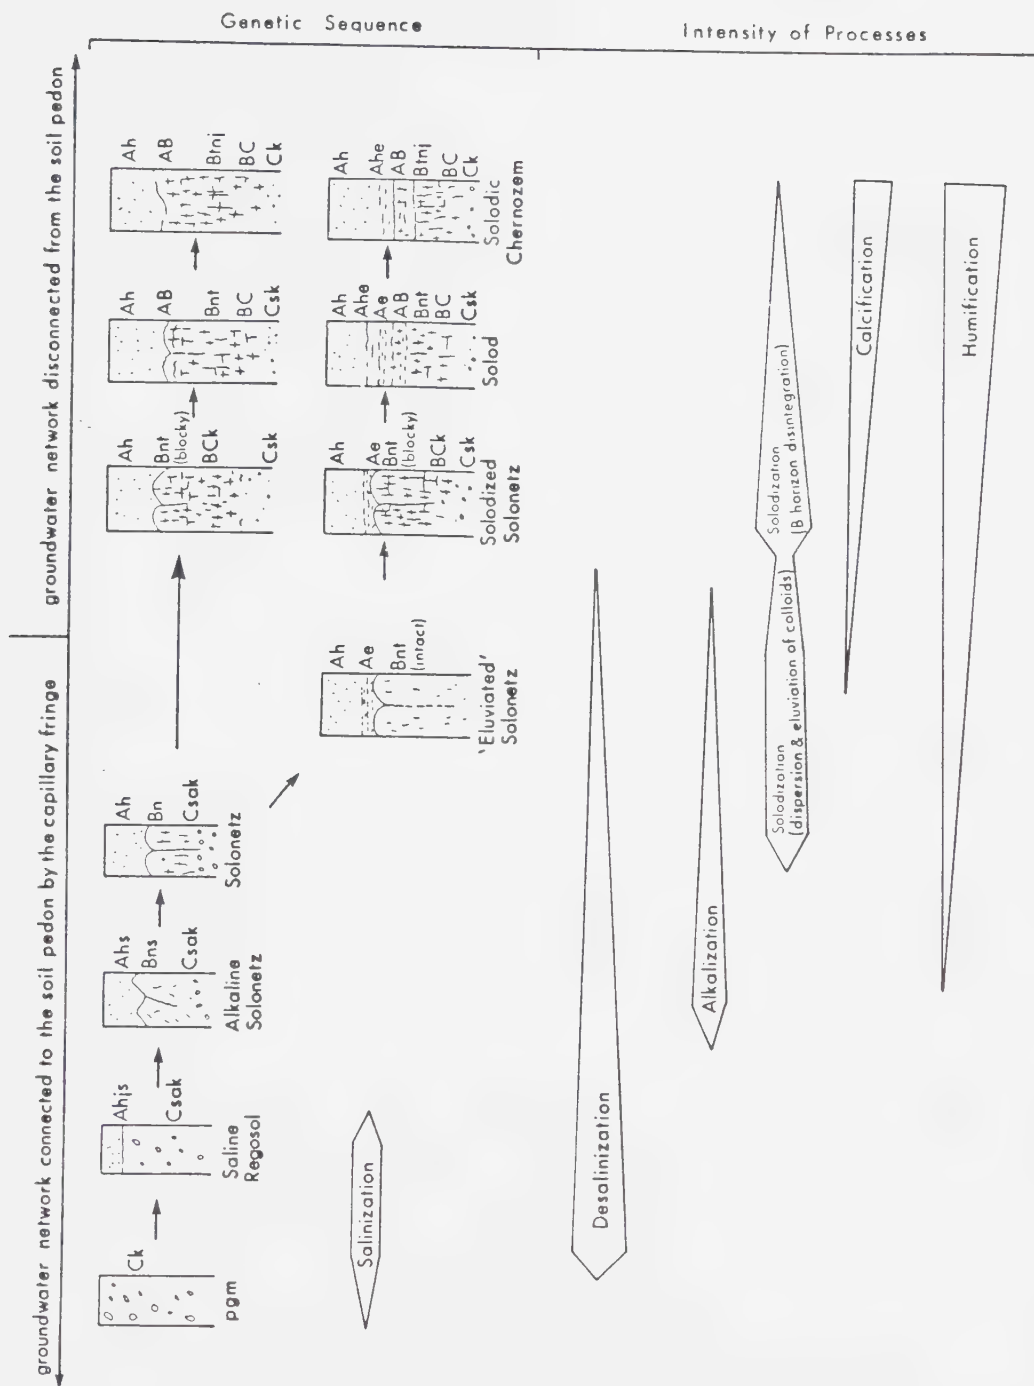 Genetic Sequence
Intensity of Processes
groundwater network connected to the soil pedon by the capillary fringe
groundwater network disconnected from the soil pedon
Ck
pgm
Ahjs
Csak
Saline
Regosol
Ahs
Bns
Csak
Alkaline
Solonetz
Ah
Bn
Csak
Solonetz
Ah
Bnt
(blocky)
BCk
Csk
Ah
AB
Bnt
BC
Csk
Ah
AB
Btnj
BC
Ck
Ah
Ae
Bnt
(intact)
'Eluviated'
Solonetz
Ah
Ae
Bnt
(blocky)
BCk
Csk
Solodized
Solonetz
Ah
Ahe
Ae
AB
Bnt
BC
Csk
Solod
Ah
Ahe
AB
Btnj
BC
Ck
Solodic
Chernozem
Salinization
Desalinization
Alkalization
Solodization
(dispersion & eluviation of colloids)
Solodization
(B horizon disintegration)
Calcification
Humification